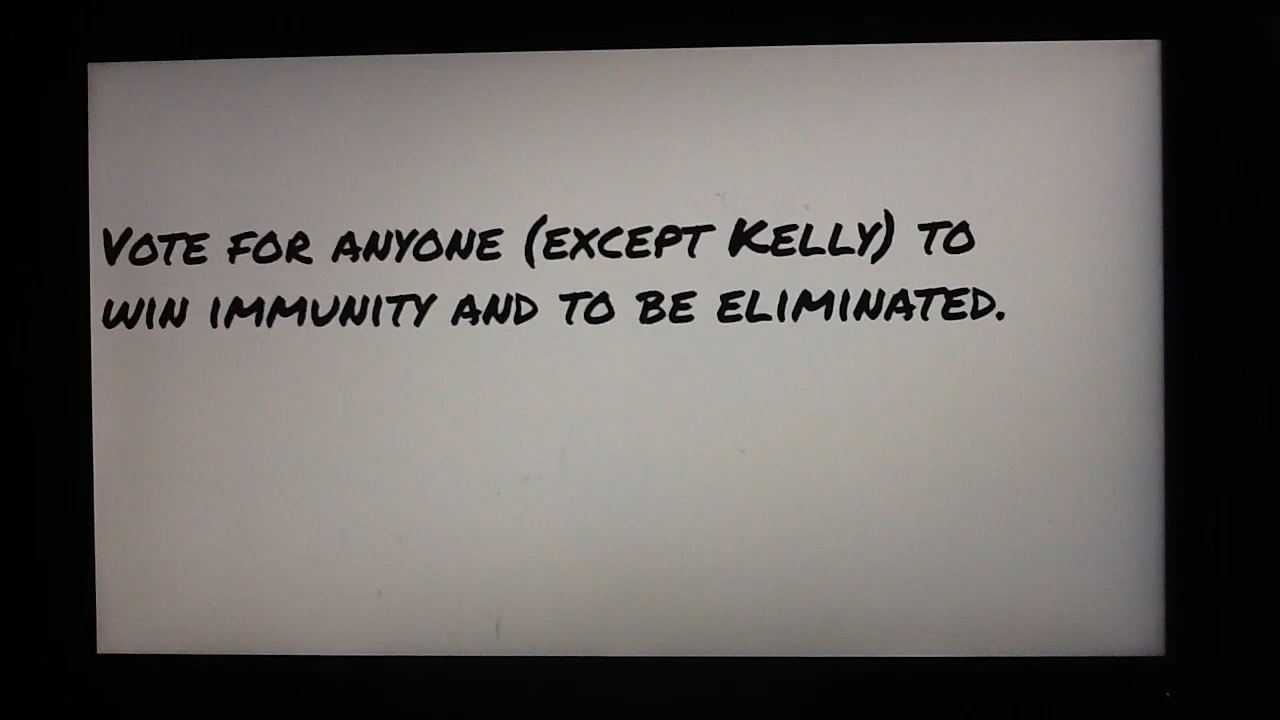 Vote for anyone (except Kelly) to
win immunity and to be eliminated.